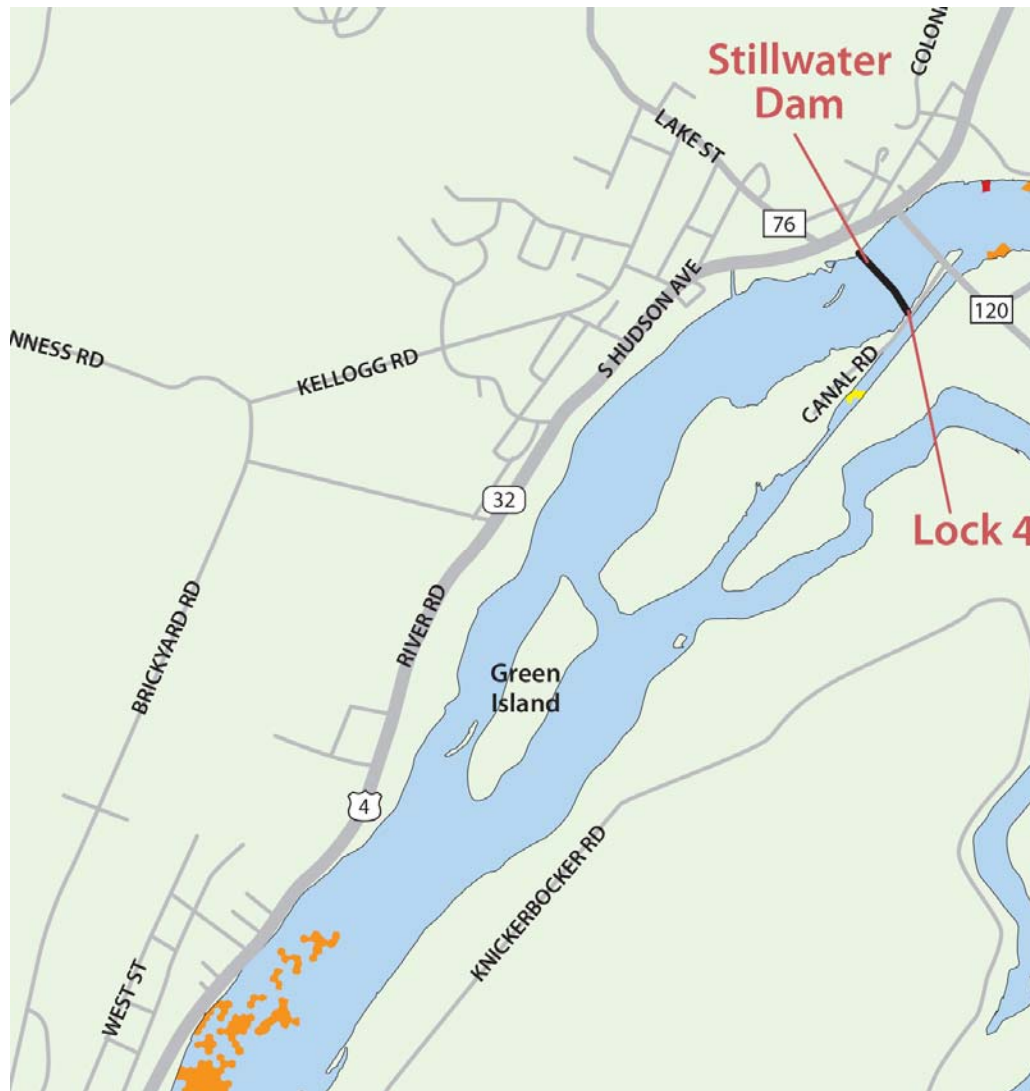 COLON
Stillwater
Dam
LAKE ST
76
120
NNESS RD
KELLOGG RD
S HUDSON AVE
CANAL RD
32
Lock 4
BRICKYARD RD
RIVER RD
Green
Island
4
KNICKERBOCKER RD
WEST ST